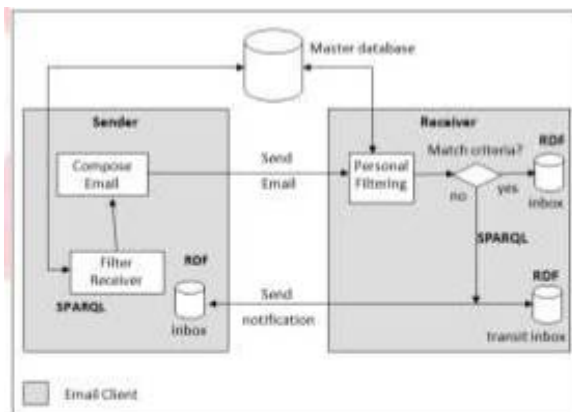 Master database
Sender
Receiver
Compose
Email
Send
Email
Personal
Filtering
Match criteria?
RDF
no
yes
inbox
SPARQL
Filter
Receiver
SPARQL
RDF
inbox
Send
notification
RDF
transit inbox
Email Client